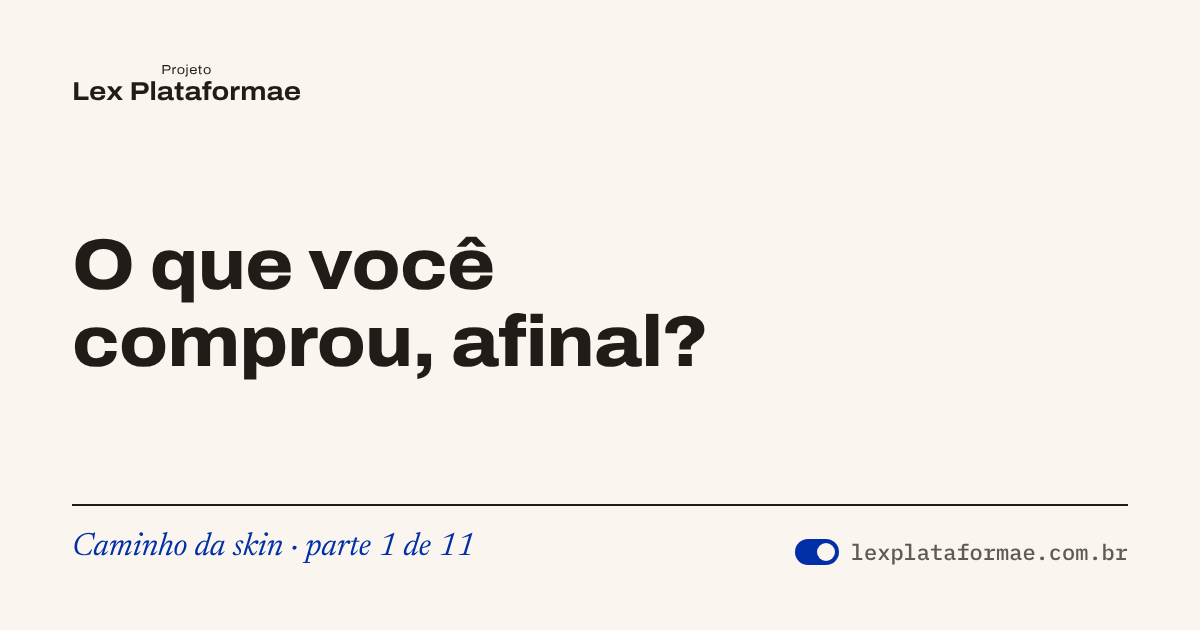 Projeto
Lex Plataformae
O que você
comprou, afinal?
Caminho da skin · parte 1 de 11
lexplataformae.com.br